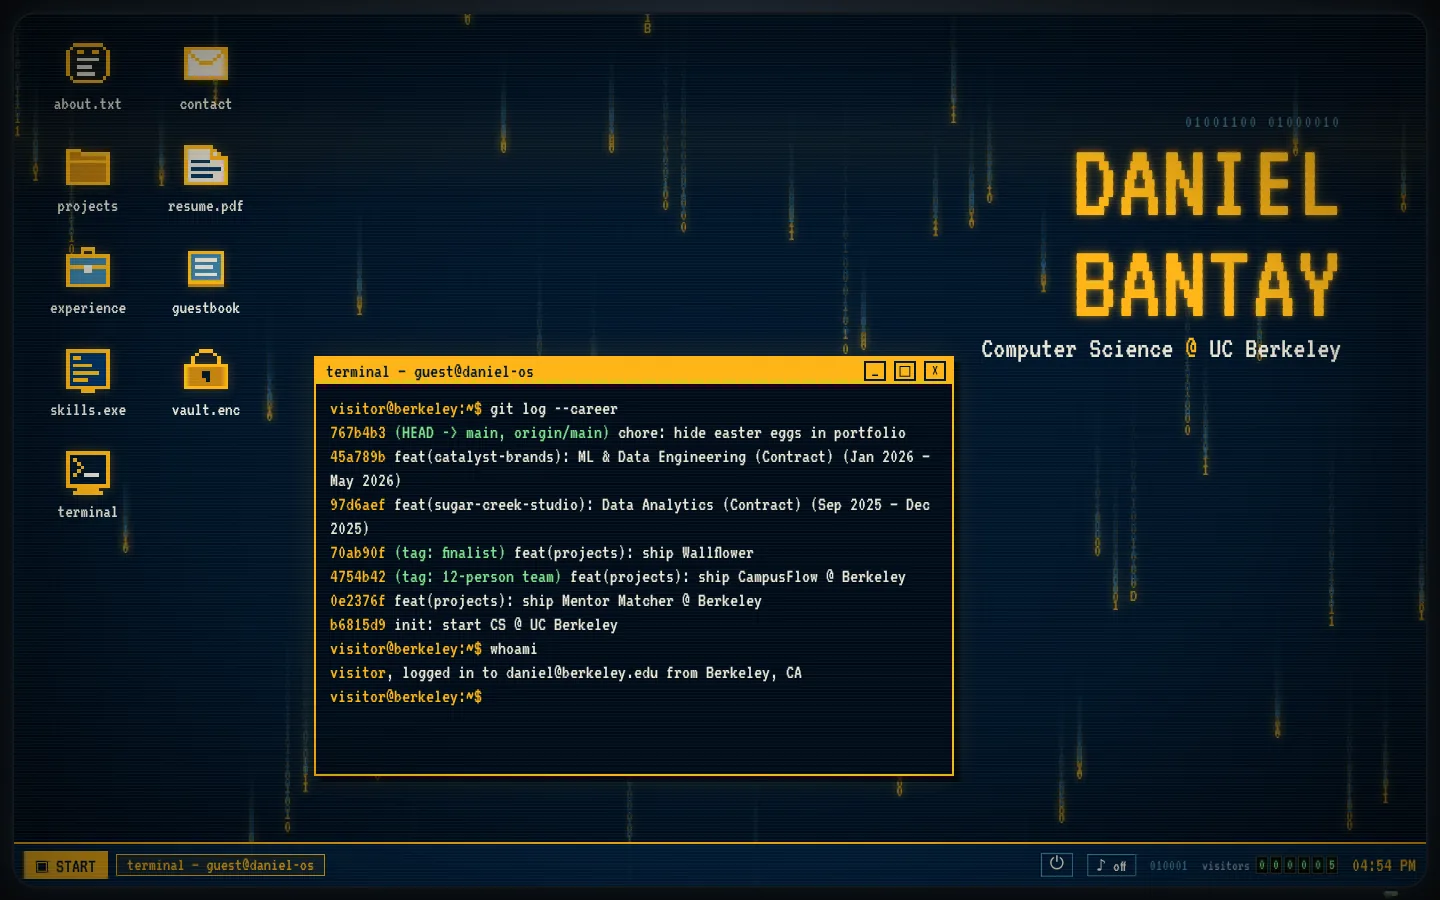 about.txt
contact
projects
resume.pdf
experience
guestbook
skills.exe
vault.enc
terminal
01001100 01000010
DANIEL
BANTAY
Computer Science @ UC Berkeley
terminal — guest@daniel-os
visitor@berkeley:~$ git log --career
767b4b3 (HEAD -> main, origin/main) chore: hide easter eggs in portfolio
45a789b feat(catalyst-brands): ML & Data Engineering (Contract) (Jan 2026 –
May 2026)
97d6aef feat(sugar-creek-studio): Data Analytics (Contract) (Sep 2025 – Dec
2025)
70ab90f (tag: finalist) feat(projects): ship Wallflower
4754b42 (tag: 12-person team) feat(projects): ship CampusFlow @ Berkeley
0e2376f feat(projects): ship Mentor Matcher @ Berkeley
b6815d9 init: start CS @ UC Berkeley
visitor@berkeley:~$ whoami
visitor, logged in to daniel@berkeley.edu from Berkeley, CA
visitor@berkeley:~$
START
terminal — guest@daniel-os
♪ off
010001
visitors 000005
04:54 PM